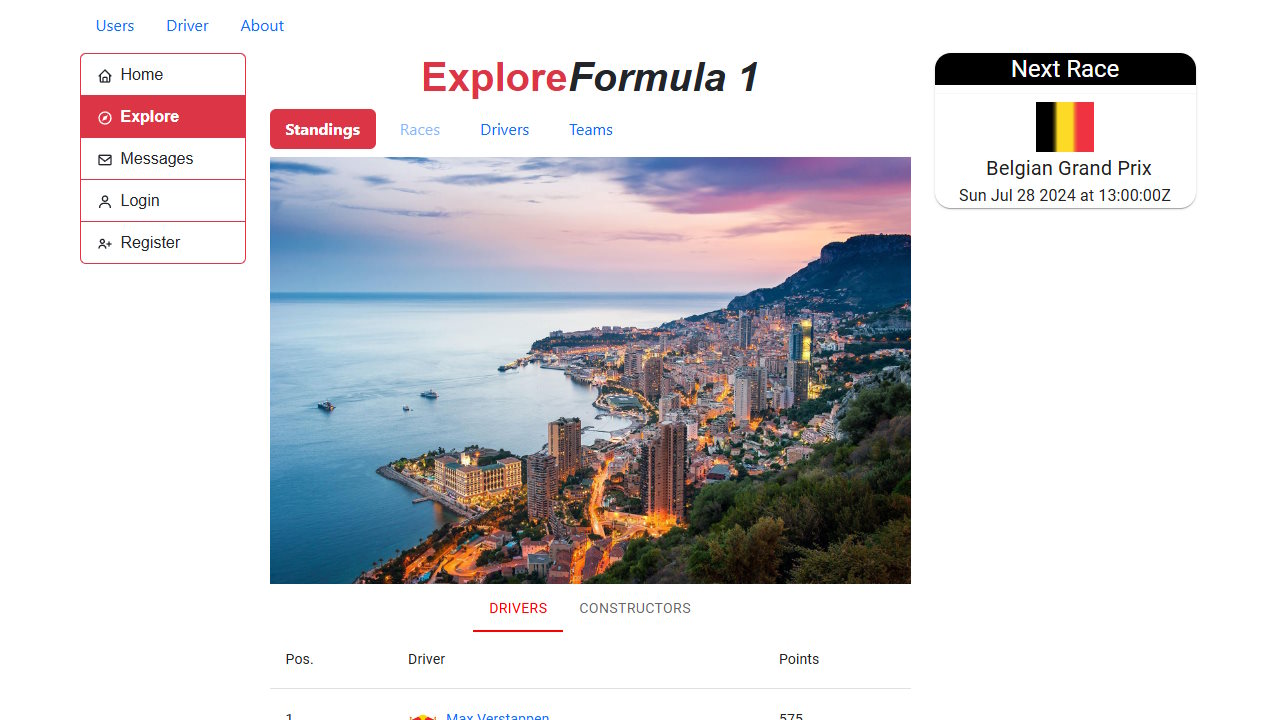 Users Driver About
Home
Explore
Messages
Login
Register
ExploreFormula 1
Standings Races Drivers Teams
Next Race
Belgian Grand Prix
Sun Jul 28 2024 at 13:00:00Z
DRIVERS CONSTRUCTORS
Pos. Driver Points
1 Max Verstappen 575